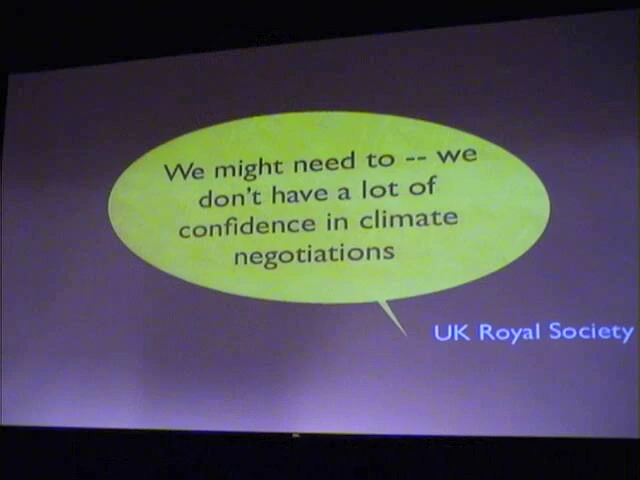 We might need to -- we
don't have a lot of
confidence in climate
negotiations
UK Royal Society